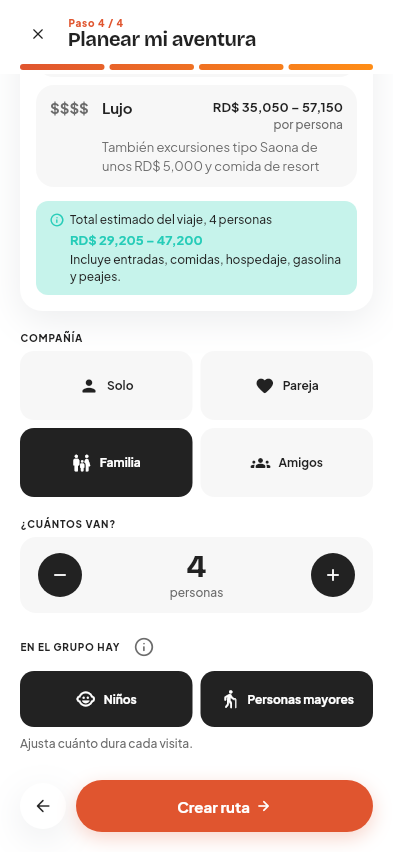 Paso 4 / 4
Planear mi aventura
$$$$ Lujo RD$ 35,050 – 57,150
por persona
También excursiones tipo Saona de
unos RD$ 5,000 y comida de resort
Total estimado del viaje, 4 personas
RD$ 29,205 – 47,200
Incluye entradas, comidas, hospedaje, gasolina
y peajes.
COMPAÑÍA
Solo
Pareja
Familia
Amigos
¿CUÁNTOS VAN?
4
personas
EN EL GRUPO HAY
Niños
Personas mayores
Ajusta cuánto dura cada visita.
Crear ruta